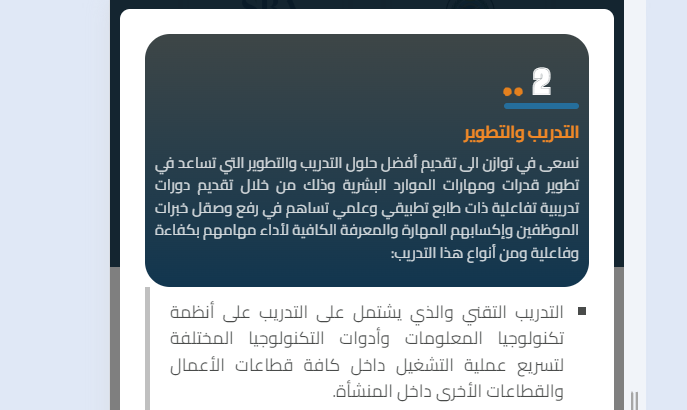 2
التدريب والتطوير
نسعى في توازن الى تقديم أفضل حلول التدريب والتطوير التي تساعد في
تطوير قدرات ومهارات الموارد البشرية وذلك من خلال تقديم دورات
تدريبية تفاعلية ذات طابع تطبيقي وعلمي تساهم في رفع وصقل خبرات
الموظفين وإكسابهم المهارة والمعرفة الكافية لأداء مهامهم بكفاءة
وفاعلية ومن أنواع هذا التدريب:
التدريب التقني والذي يشتمل على التدريب على أنظمة
تكنولوجيا المعلومات وأدوات التكنولوجيا المختلفة
لتسريع عملية التشغيل داخل كافة قطاعات الأعمال
والقطاعات الأخرى داخل المنشأة.